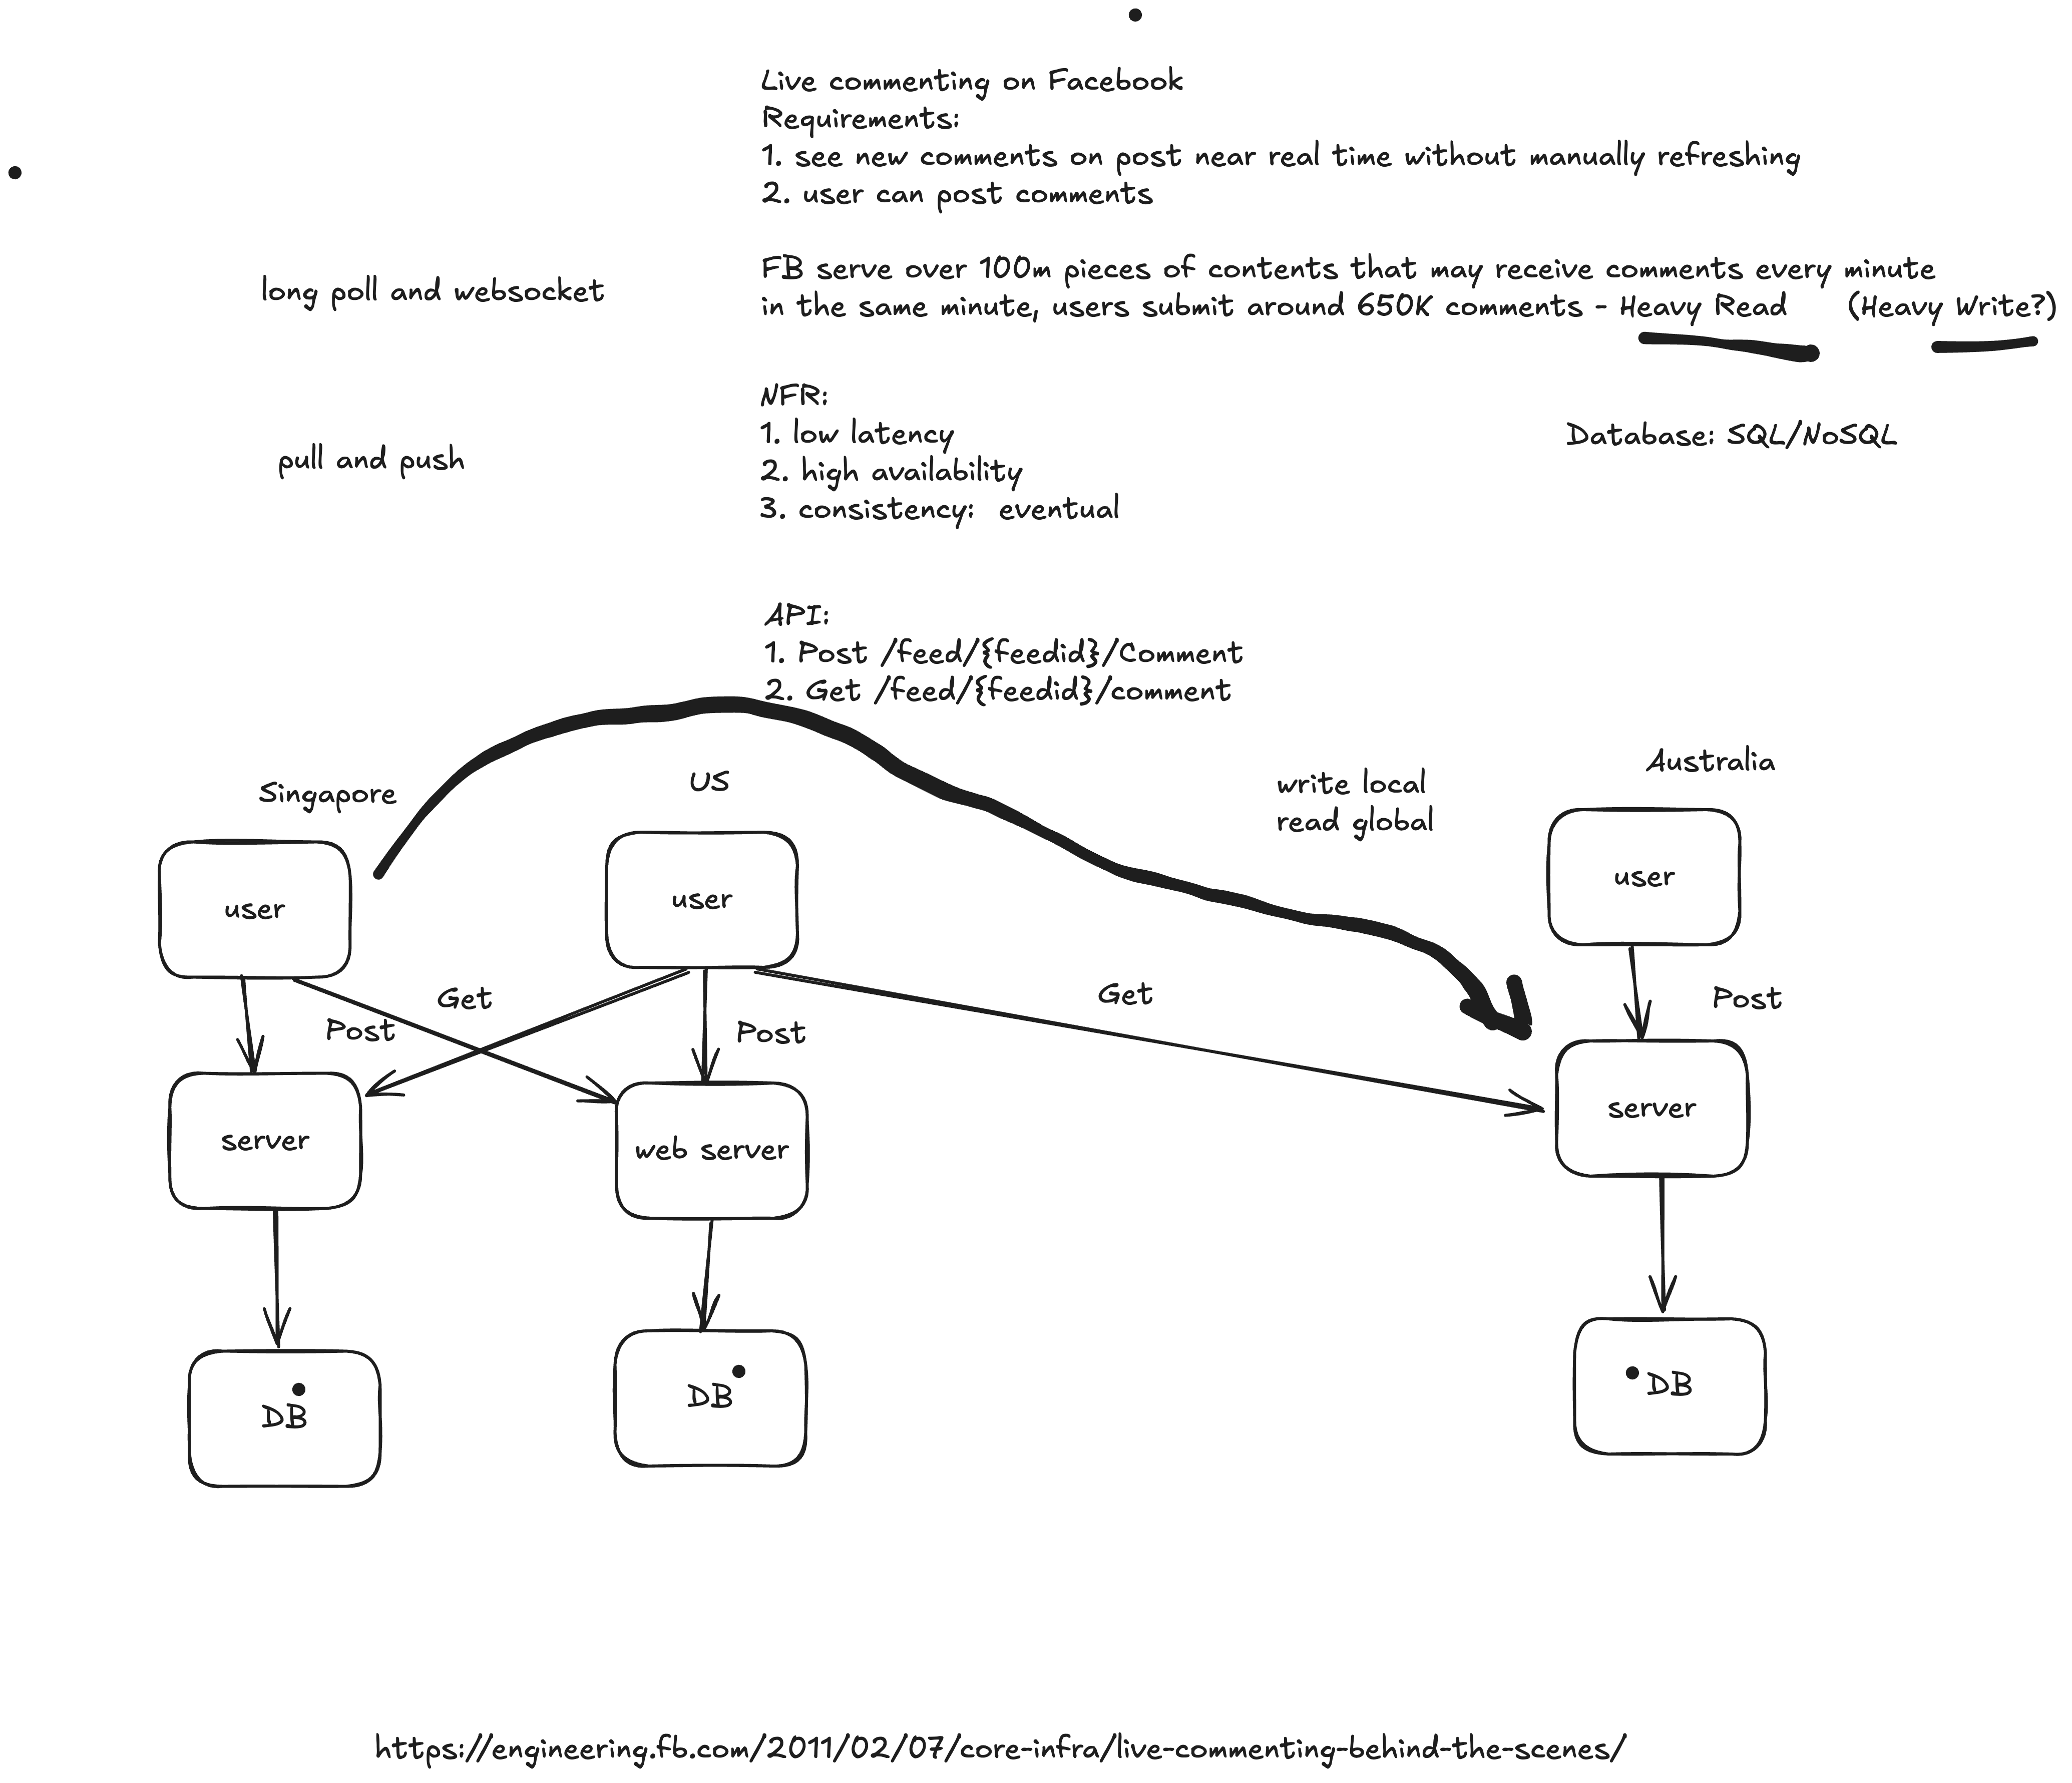 Live commenting on Facebook
Requirements:
1. see new comments on post near real time without manually refreshing
2. user can post comments
FB serve over 100m pieces of contents that may receive comments every minute
in the same minute, users submit around 650K comments - Heavy Read (Heavy Write?)
long poll and websocket
NFR:
1. low latency
2. high availability
3. consistency: eventual
Database: SQL/NoSQL
pull and push
API:
1. Post /feed/{feedid}/Comment
2. Get /feed/{feedid}/comment
Singapore
US
write local
read global
Australia
user
user
user
Get
Post
Post
Get
Post
server
web server
server
DB
DB
DB
https://engineering.fb.com/2011/02/07/core-infra/live-commenting-behind-the-scenes/